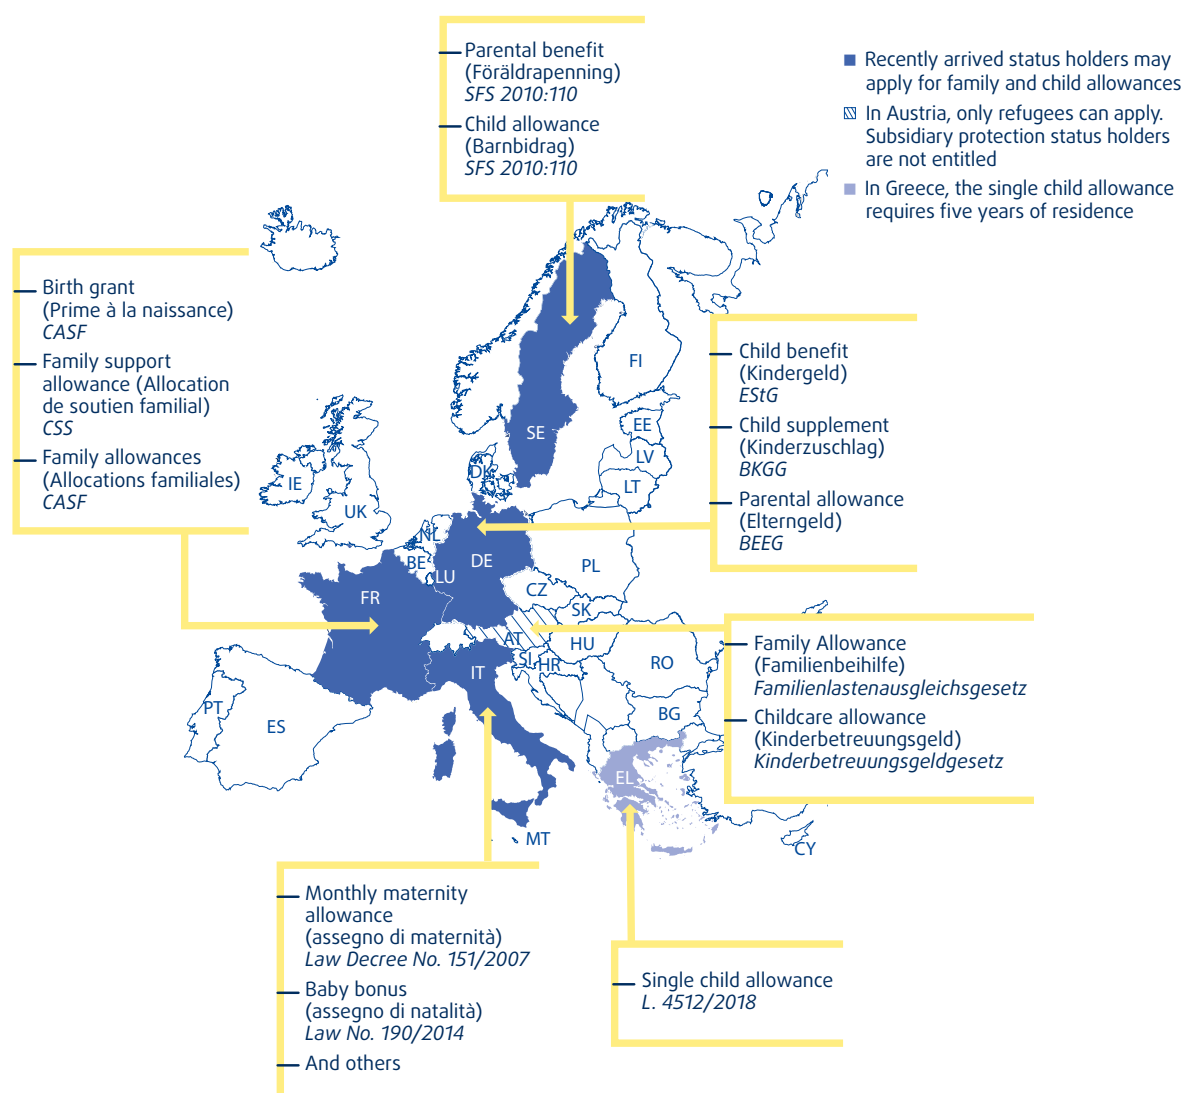 Parental benefit
(Föräldrapenning)
SFS 2010:110
Child allowance
(Barnbidrag)
SFS 2010:110
Recently arrived status holders may
apply for family and child allowances
In Austria, only refugees can apply.
Subsidiary protection status holders
are not entitled
In Greece, the single child allowance
requires five years of residence
Birth grant
(Prime à la naissance)
CASF
Family support
allowance (Allocation
de soutien familial)
CSS
Family allowances
(Allocations familiales)
CASF
Child benefit
(Kindergeld)
EStG
Child supplement
(Kinderzuschlag)
BKGG
Parental allowance
(Elterngeld)
BEEG
FI
SE
EE
LV
LT
DK
IE
UK
NL
BE
LU
DE
PL
CZ
SK
FR
AT
HU
SI
HR
RO
IT
PT
ES
BG
EL
MT
CY
Family Allowance
(Familienbeihilfe)
Familienlastenausgleichsgesetz
Childcare allowance
(Kinderbetreuungsgeld)
Kinderbetreuungsgeldgesetz
Monthly maternity
allowance
(assegno di maternità)
Law Decree No. 151/2007
Baby bonus
(assegno di natalità)
Law No. 190/2014
And others
Single child allowance
L. 4512/2018